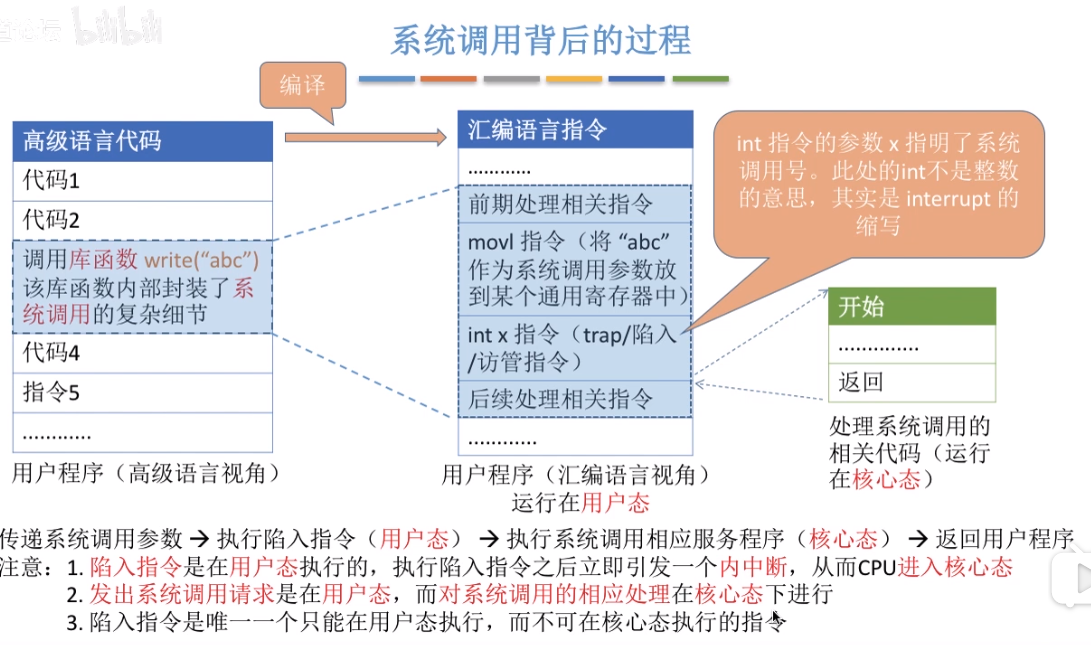 bilibili
系统调用背后的过程
编译
高级语言代码
代码1
代码2
调用库函数 write(“abc”)
该库函数内部封装了系
统调用的复杂细节
代码4
指令5
…………
用户程序（高级语言视角）
汇编语言指令
…………
前期处理相关指令
movl 指令（将 “abc”
作为系统调用参数放
到某个通用寄存器中）
int x 指令（trap/陷入
/访管指令）
后续处理相关指令
…………
用户程序（汇编语言视角）
运行在用户态
int 指令的参数 x 指明了系统
调用号。此处的int不是整数
的意思，其实是 interrupt 的
缩写
开始
…………..
返回
处理系统调用的
相关代码（运行
在核心态）
传递系统调用参数 → 执行陷入指令（用户态） → 执行系统调用相应服务程序（核心态） → 返回用户程序
注意：1. 陷入指令是在用户态执行的，执行陷入指令之后立即引发一个内中断，从而CPU进入核心态
2. 发出系统调用请求是在用户态，而对系统调用的相应处理在核心态下进行
3. 陷入指令是唯一一个只能在用户态执行，而不可在核心态执行的指令